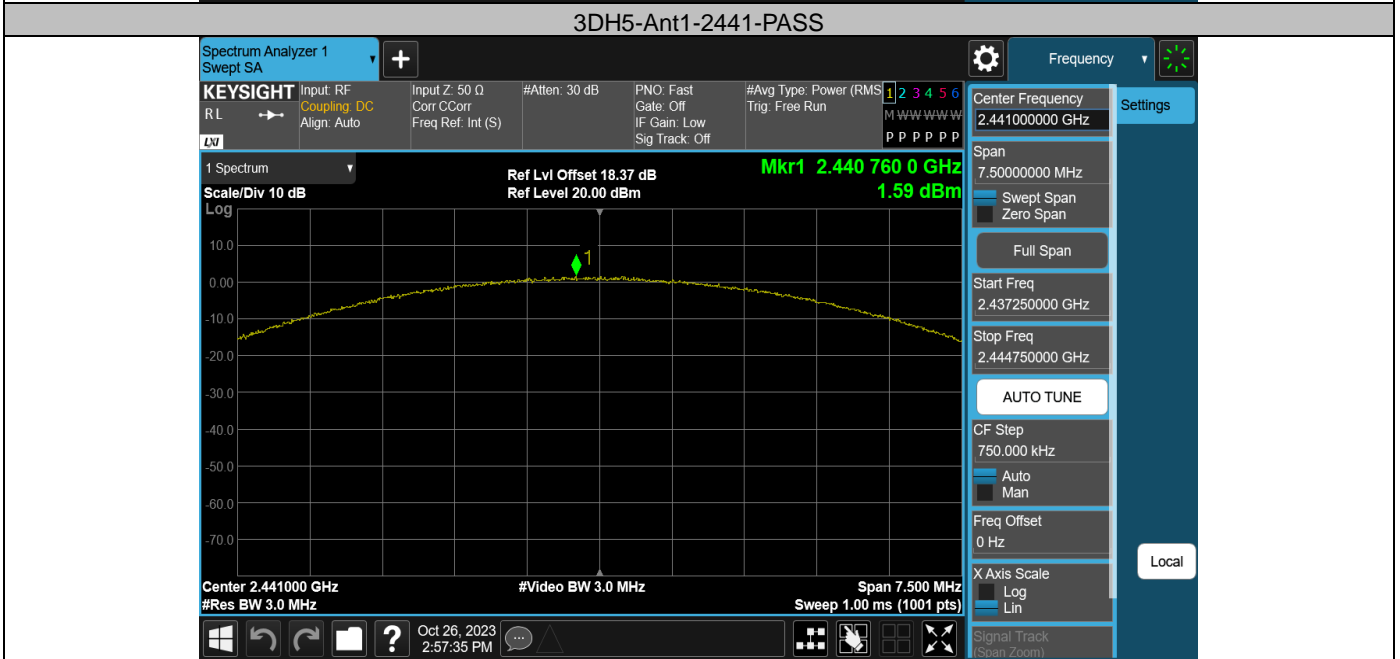 3DH5-Ant1-2441-PASS
Spectrum Analyzer 1
Swept SA
+
Frequency
KEYSIGHT
RL
LXI
Input: RF
Coupling: DC
Align: Auto
Input Z: 50 Ω
Corr CCorr
Freq Ref: Int (S)
#Atten: 30 dB
PNO: Fast
Gate: Off
IF Gain: Low
Sig Track: Off
#Avg Type: Power (RMS
Trig: Free Run
1 2 3 4 5 6
M W W W W W
P P P P P P
1 Spectrum
Scale/Div 10 dB
Log
Ref Lvl Offset 18.37 dB
Ref Level 20.00 dBm
Mkr1 2.440 760 0 GHz
1.59 dBm
1
10.0
0.00
-10.0
-20.0
-30.0
-40.0
-50.0
-60.0
-70.0
Center 2.441000 GHz
#Res BW 3.0 MHz
#Video BW 3.0 MHz
Span 7.500 MHz
Sweep 1.00 ms (1001 pts)
Center Frequency
2.441000000 GHz
Settings
Span
7.50000000 MHz
Swept Span
Zero Span
Full Span
Start Freq
2.437250000 GHz
Stop Freq
2.444750000 GHz
AUTO TUNE
CF Step
750.000 kHz
Auto
Man
Freq Offset
0 Hz
X Axis Scale
Log
Lin
Local
Signal Track
(Span Zoom)
?
Oct 26, 2023
2:57:35 PM